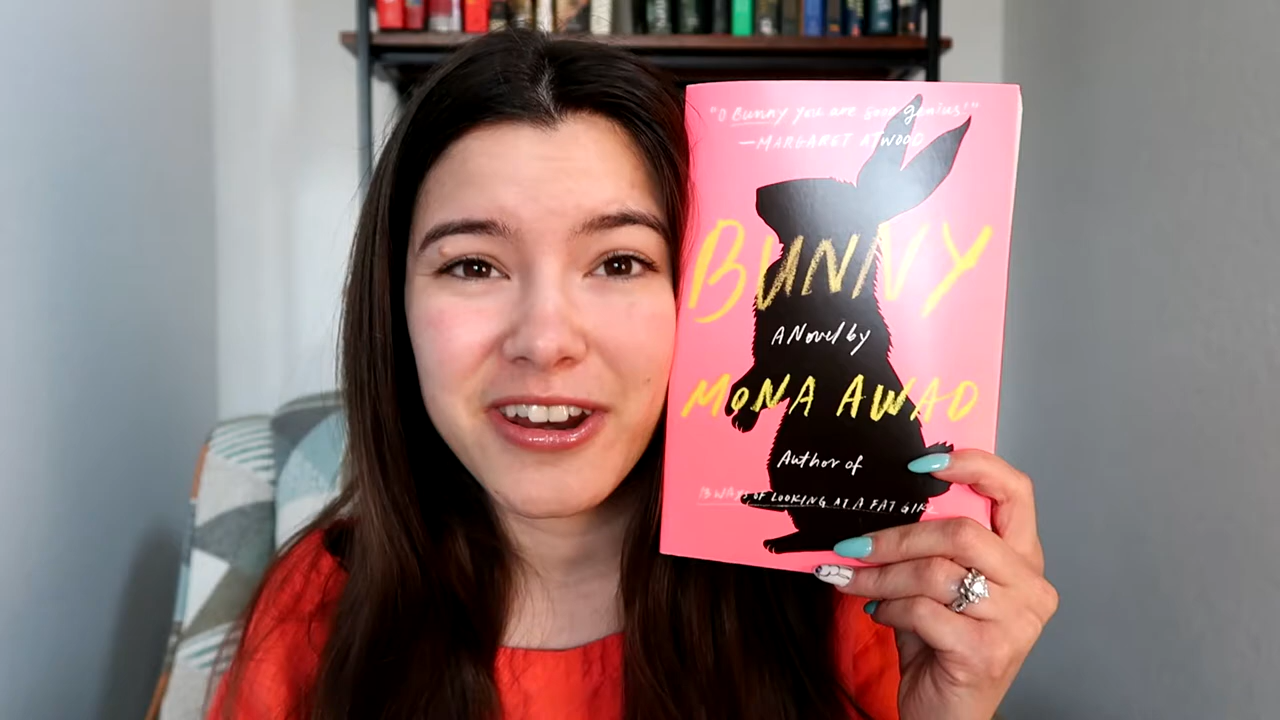 "O Bunny you are sooo genius!"
—MARGARET ATWOOD
BUNNY
A Novel by
MONA AWAD
Author of
13 WAYS OF LOOKING AT A FAT GIRL